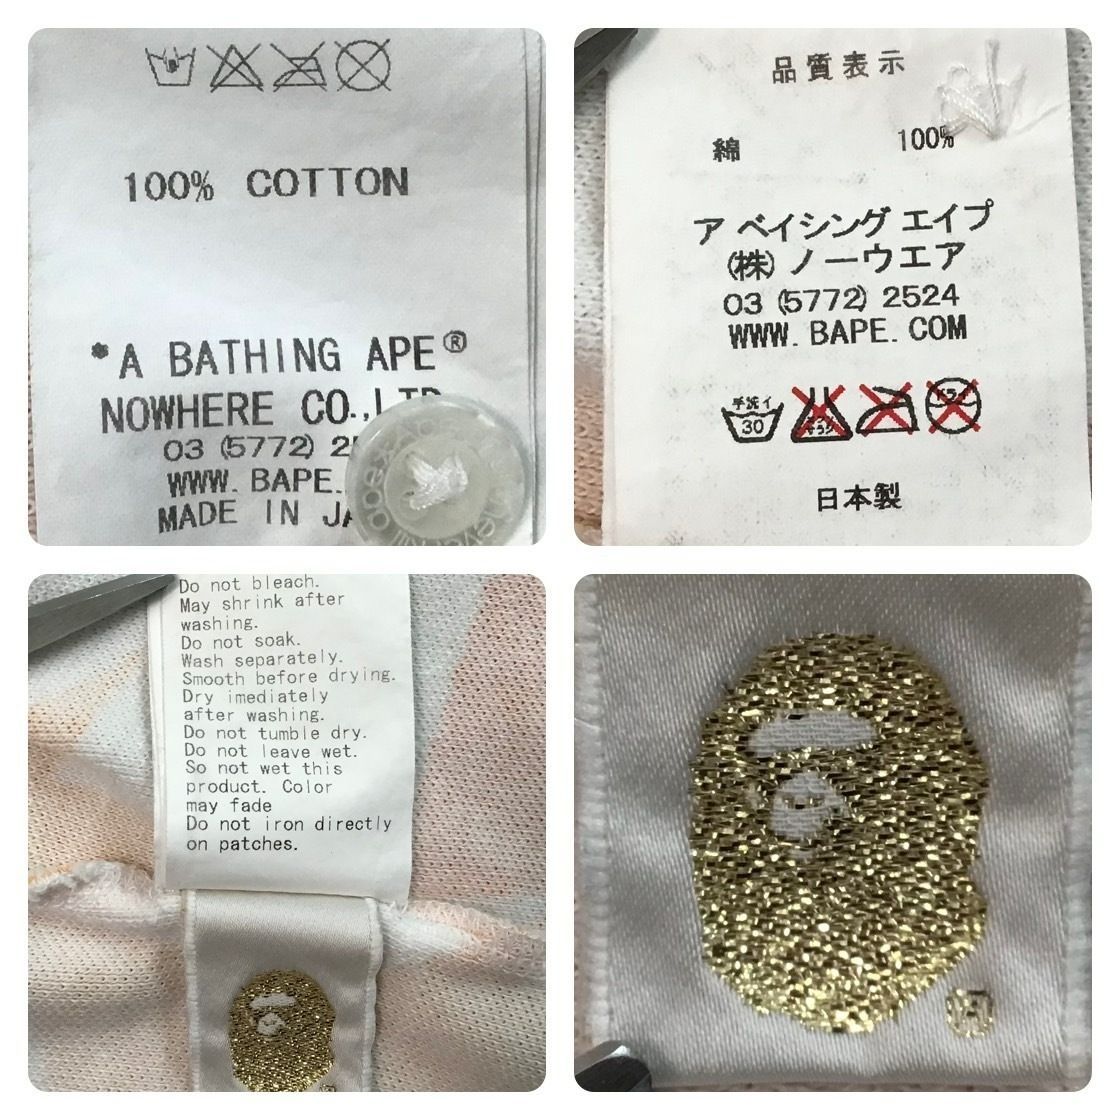 100% COTTON
*A BATHING APE®
NOWHERE CO.,LTD
03 (5772) 25
WWW. BAPE.
MADE IN JA
品質表示
綿 100%
ア ベイシング エイプ
(株) ノーウエア
03 (5772) 2524
WWW. BAPE. COM
手洗イ
30
日本製
Do not bleach.
May shrink after
washing.
Do not soak.
Wash separately.
Smooth before drying.
Dry imediately
after washing.
Do not tumble dry.
Do not leave wet.
So not wet this
product. Color
may fade
Do not iron directly
on patches.
®